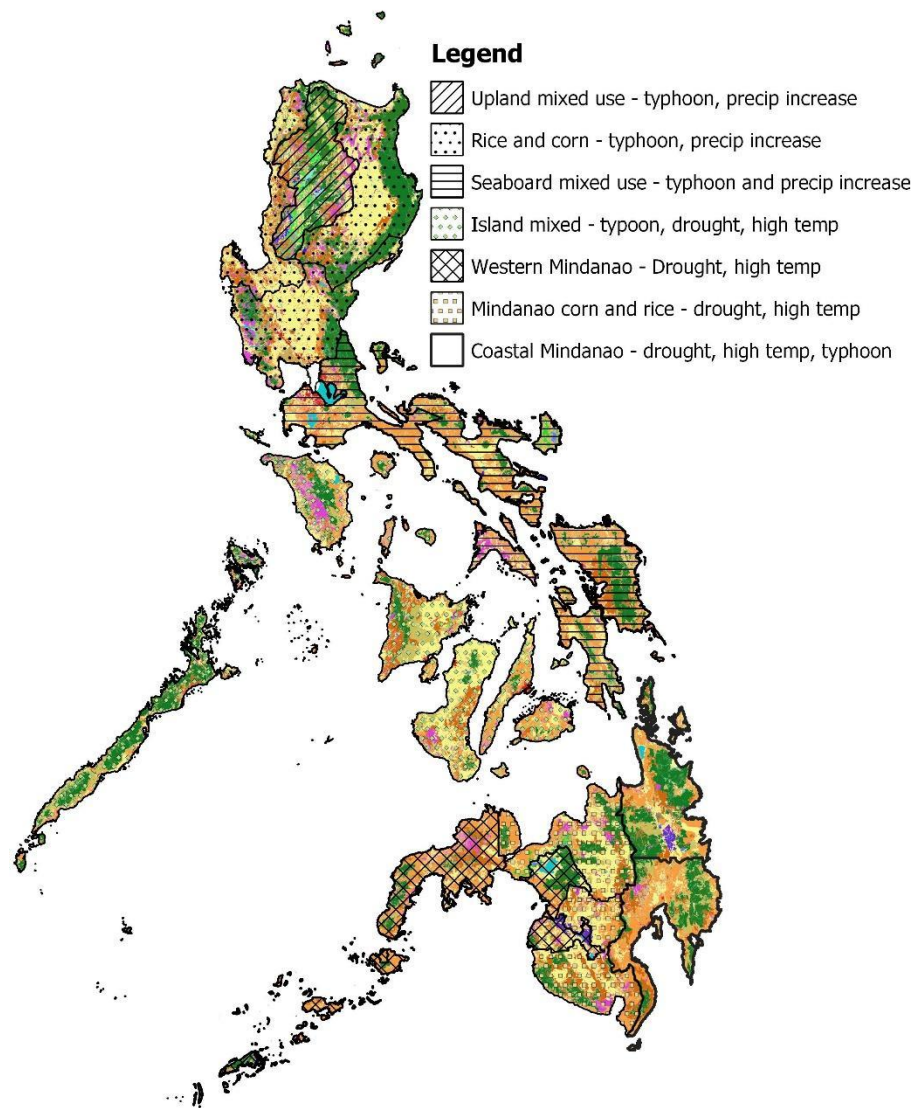 Legend
Upland mixed use - typhoon, precip increase
Rice and corn - typhoon, precip increase
Seaboard mixed use - typhoon and precip increase
Island mixed - typoon, drought, high temp
Western Mindanao - Drought, high temp
Mindanao corn and rice - drought, high temp
Coastal Mindanao - drought, high temp, typhoon